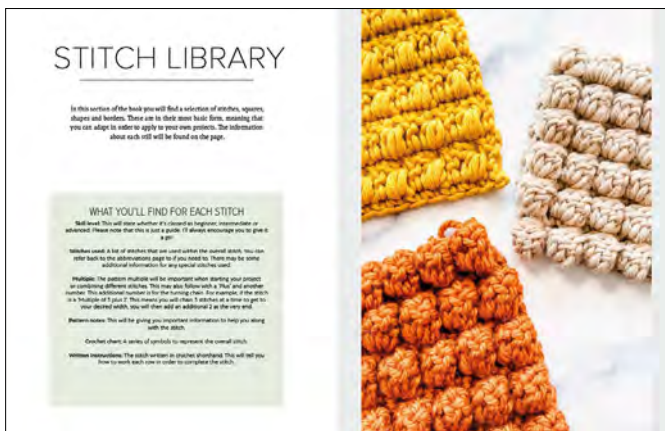 STITCH LIBRARY
In this section of the book you will find a selection of stitches, squares,
shapes and borders. These are in their most basic form, meaning that
you can adapt in order to apply to your own projects. The information
about each still will be found on the page.
WHAT YOU'LL FIND FOR EACH STITCH
Skill level: This will state whether it's classed as beginner, intermediate or
advanced. Please note that this is just a guide. I'll always encourage you to give it
a go!
Stitches used: A list of stitches that are used within the overall stitch. You can
refer back to the abbreviations page to if you need to. There may be some
additional information for any special stitches used.
Multiple: The pattern multiple will be important when starting your project
or combining different stitches. This may also follow with a 'Plus' and another
number. This additional number is for the turning chain. For example, if the stitch
is a 'Multiple of 3 plus 2'. This means you will chain 3 stitches at a time to get to
your desired width, you will then add an additional 2 at the very end.
Pattern notes: This will be giving you important information to help you along
with the stitch.
Crochet chart: A series of symbols to represent the overall stitch.
Written instructions: The stitch written in crochet shorthand. This will tell you
how to work each row in order to complete the stitch.